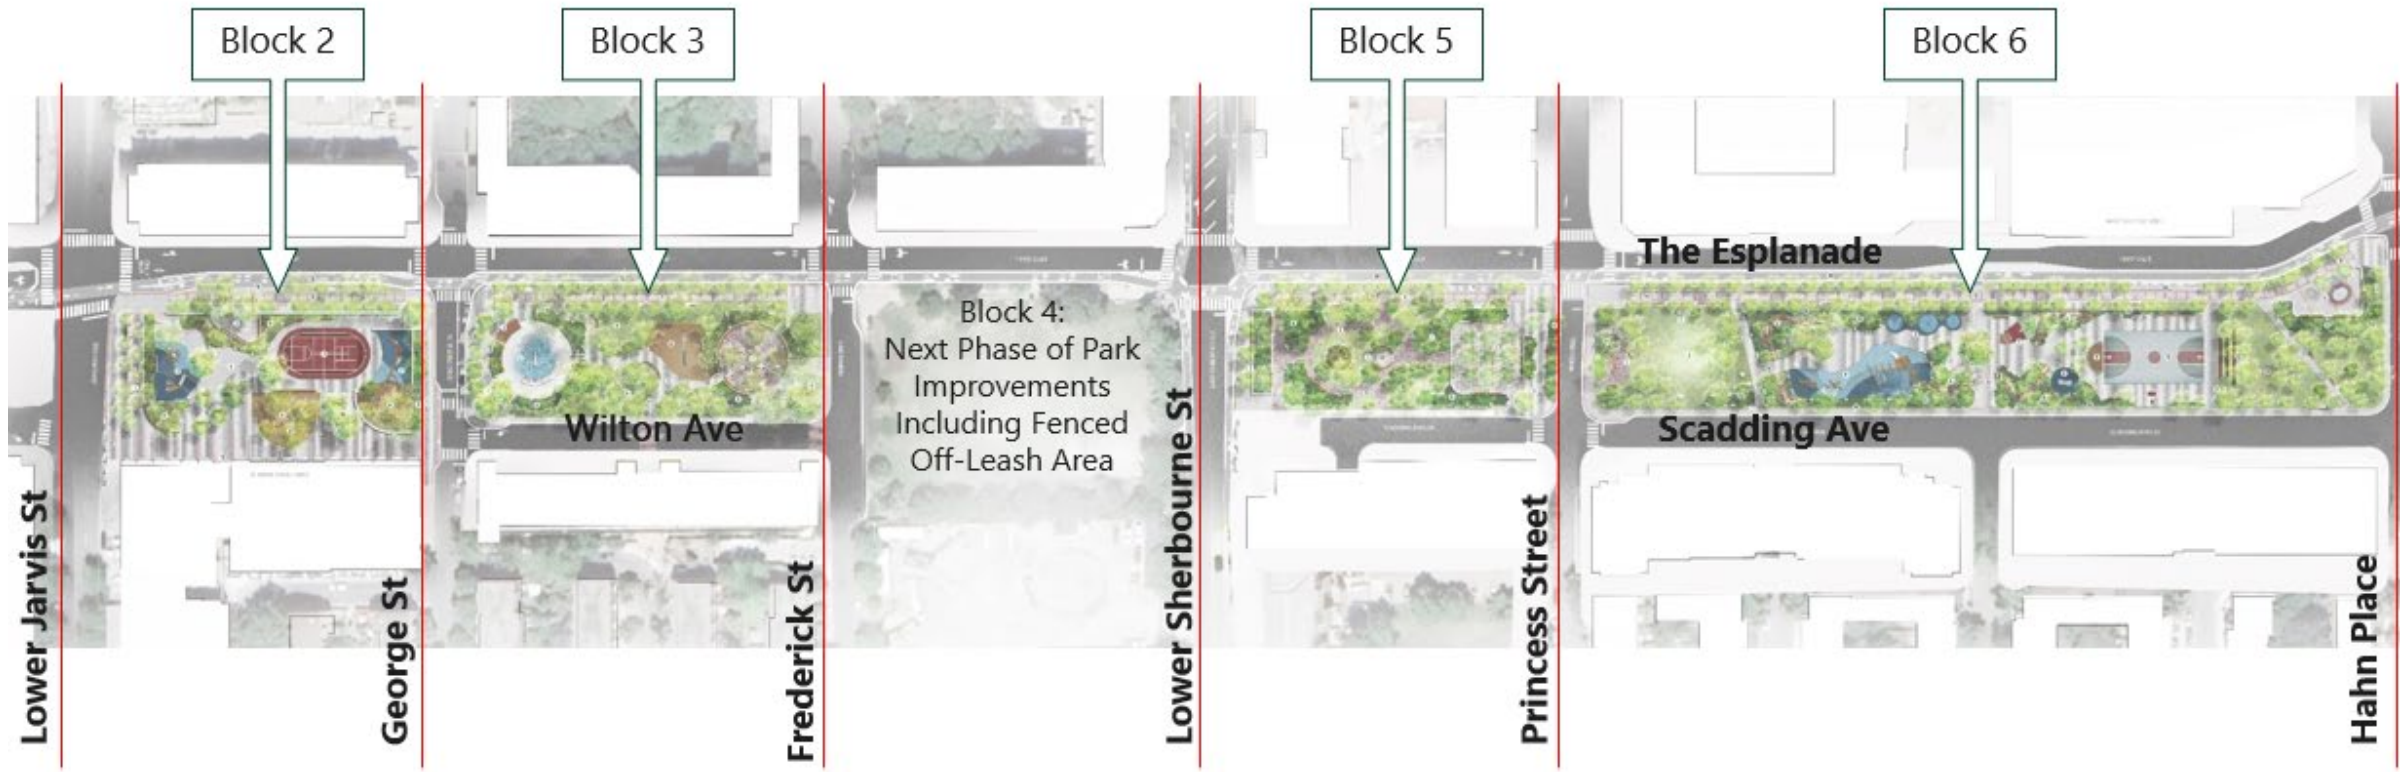 Block 2
Block 3
Block 5
Block 6
The Esplanade
Block 4:
Next Phase of Park
Improvements
Including Fenced
Off-Leash Area
Wilton Ave
Scadding Ave
Lower Jarvis St
George St
Frederick St
Lower Sherbourne St
Princess Street
Hahn Place